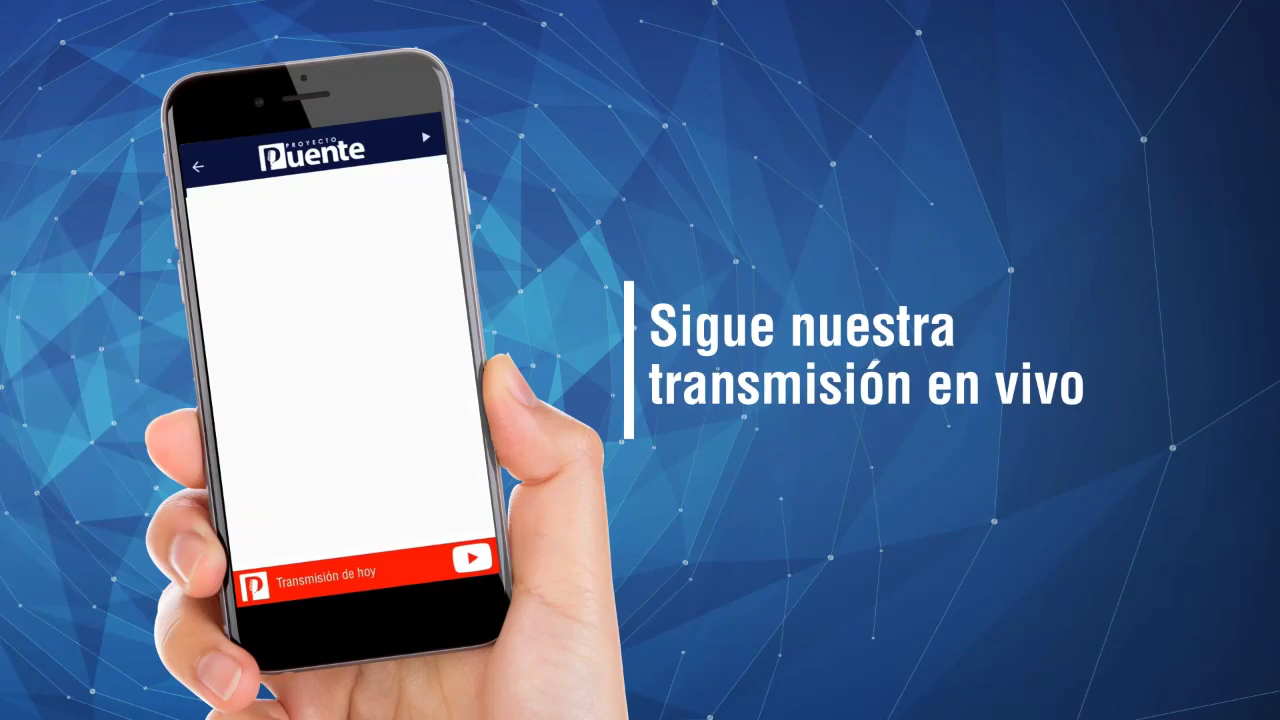 PROYECTO
Puente
Sigue nuestra
transmisión en vivo
Transmisión de hoy